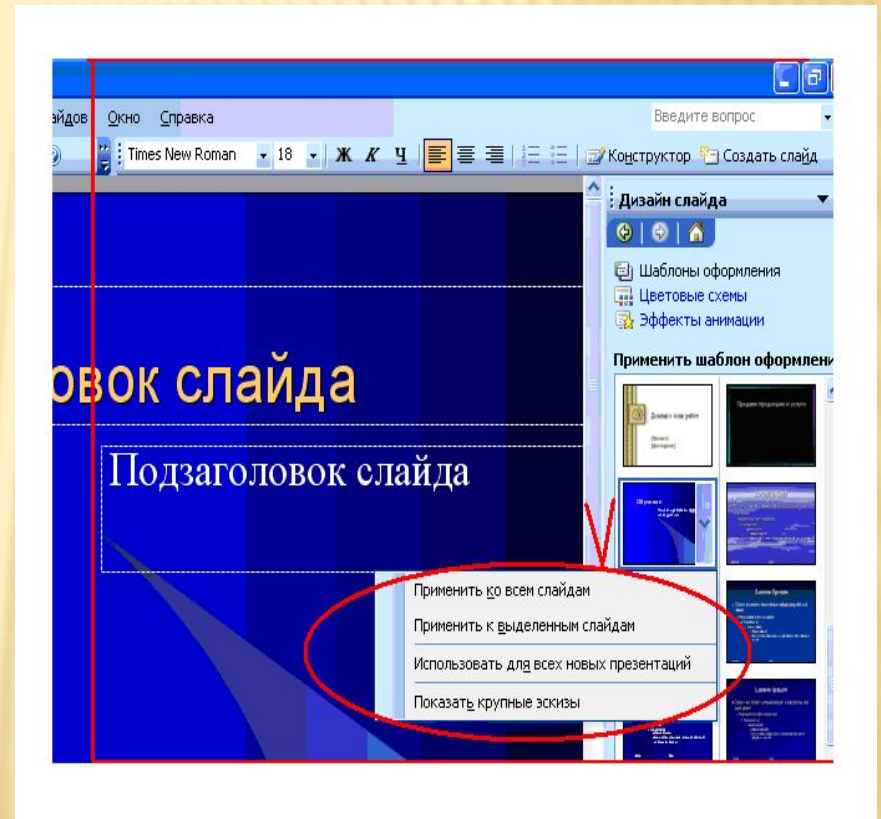 айдов Окно Справка
Введите вопрос
Times New Roman 18 Ж К Ч Конструктор Создать слайд
Дизайн слайда
Шаблоны оформления
Цветовые схемы
Эффекты анимации
Применить шаблон оформлени
овок слайда
Подзаголовок слайда
Применить ко всем слайдам
Применить к выделенным слайдам
Использовать для всех новых презентаций
Показать крупные эскизы